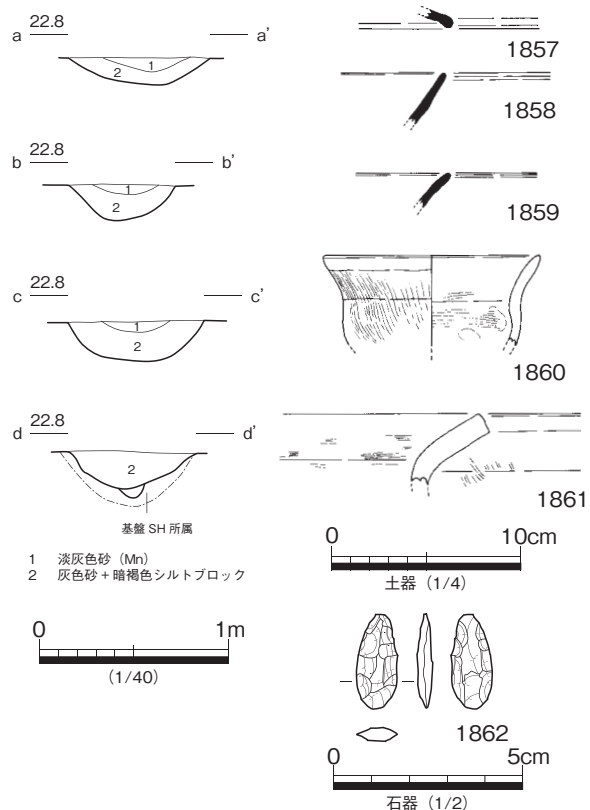 22.8
a a'
1
2
22.8
b b'
1
2
22.8
c c'
1
2
22.8
d d'
2
基盤 SH 所属
1 淡灰色砂（Mn）
2 灰色砂 + 暗褐色シルトブロック
0 1m
(1/40)
1857
1858
1859
1860
1861
0 10cm
土器（1/4）
1862
0 5cm
石器（1/2）